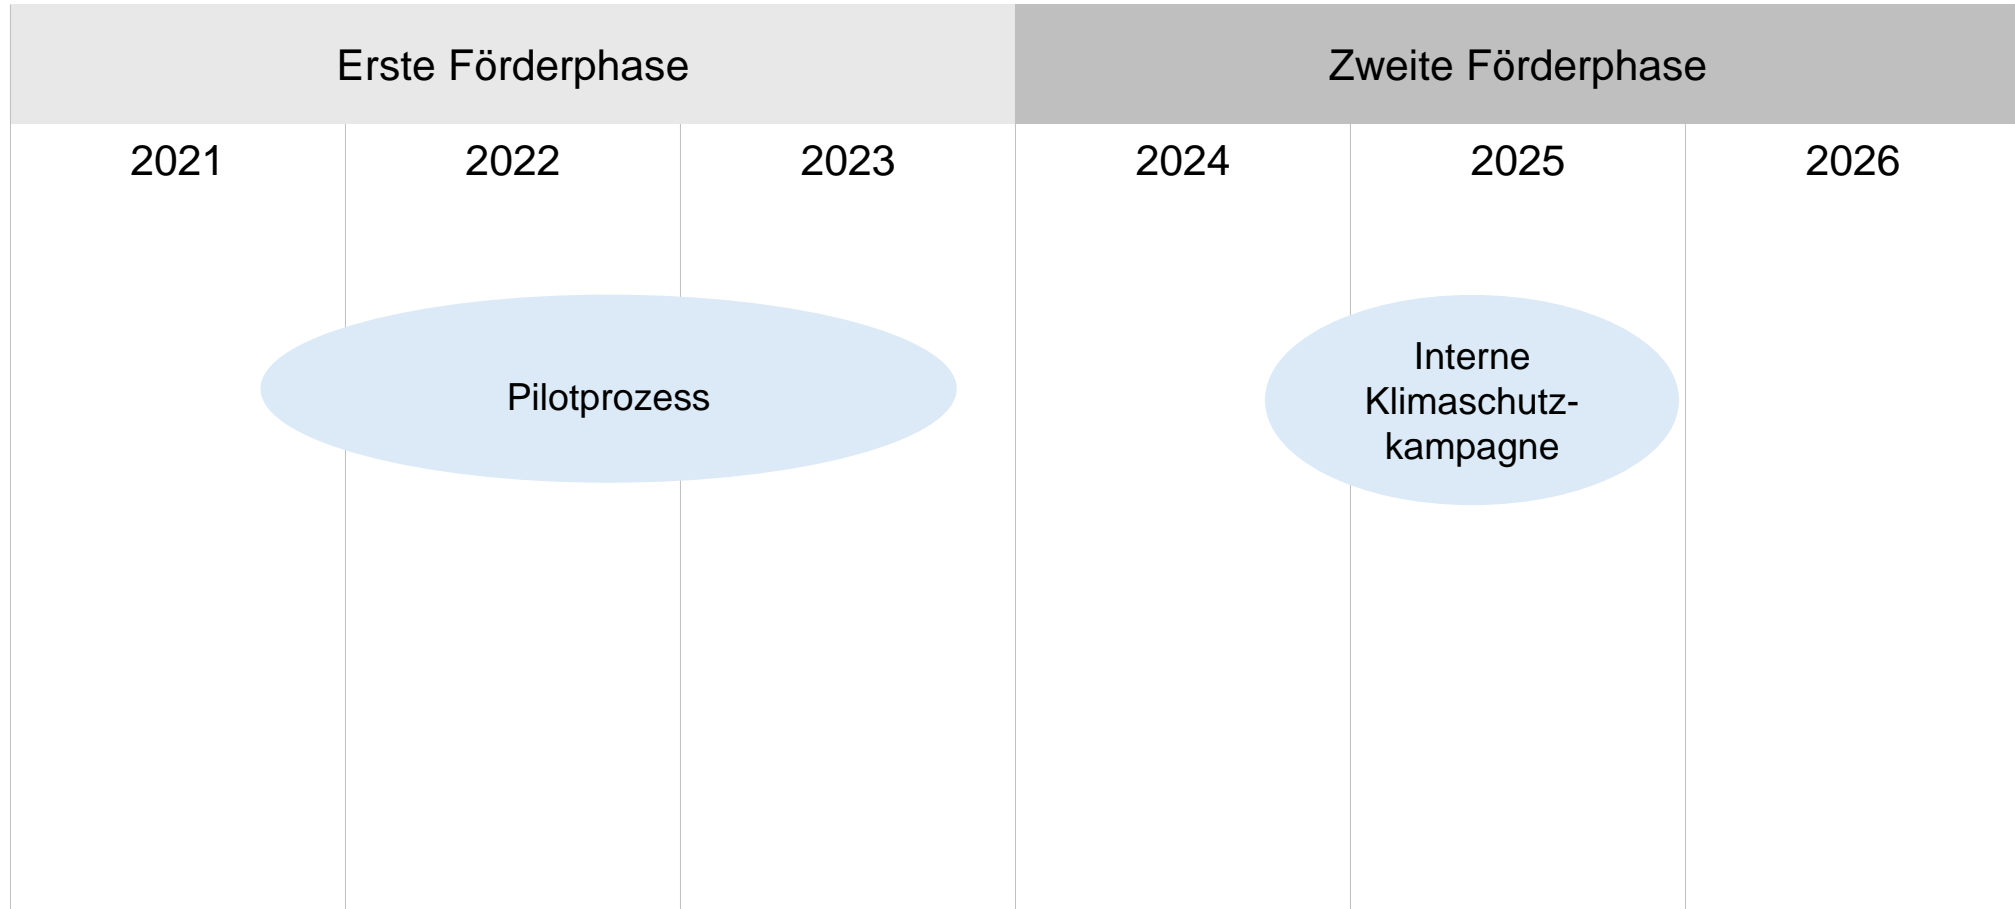 Erste Förderphase
Zweite Förderphase
2021
2022
2023
2024
2025
2026
Pilotprozess
Interne
Klimaschutz-
kampagne